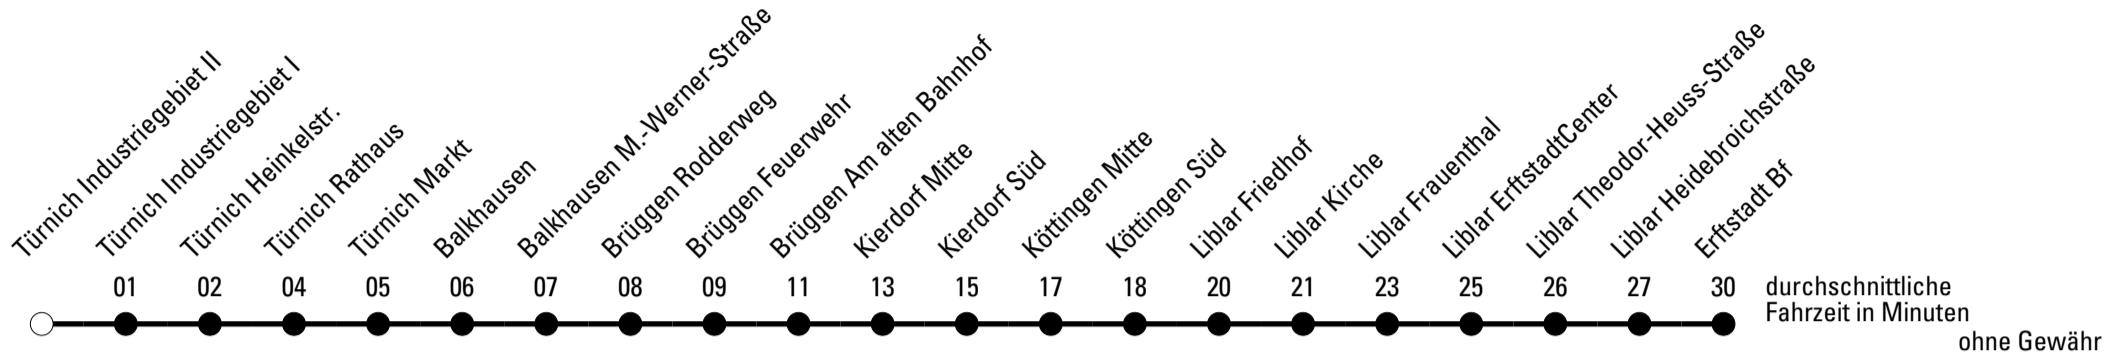 Türnich Industriegebiet II
Türnich Industriegebiet I
Türnich Heinkelstr.
Türnich Rathaus
Türnich Markt
Balkhausen
Balkhausen M.-Werner-Straße
Brüggen Rodderweg
Brüggen Feuerwehr
Brüggen Am alten Bahnhof
Kierdorf Mitte
Kierdorf Süd
Köttingen Mitte
Köttingen Süd
Liblar Friedhof
Liblar Kirche
Liblar Frauenthal
Liblar ErftstadtCenter
Liblar Theodor-Heuss-Straße
Liblar Heidebroichstraße
Erftstadt Bf
01 02 04 05 06 07 08 09 11 13 15 17 18 20 21 23 25 26 27 30 durchschnittliche
Fahrzeit in Minuten
ohne Gewähr